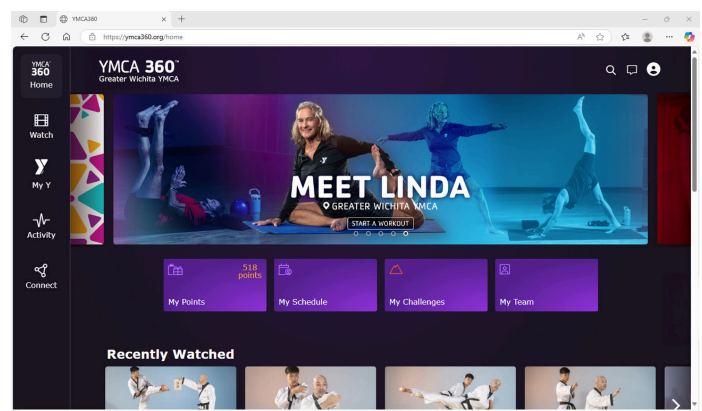 YMCA360
https://ymca360.org/home
YMCA
360
Home
YMCA 360™
Greater Wichita YMCA
Watch
My Y
Activity
Connect
MEET LINDA
GREATER WICHITA YMCA
START A WORKOUT
518
points
My Points
My Schedule
My Challenges
My Team
Recently Watched